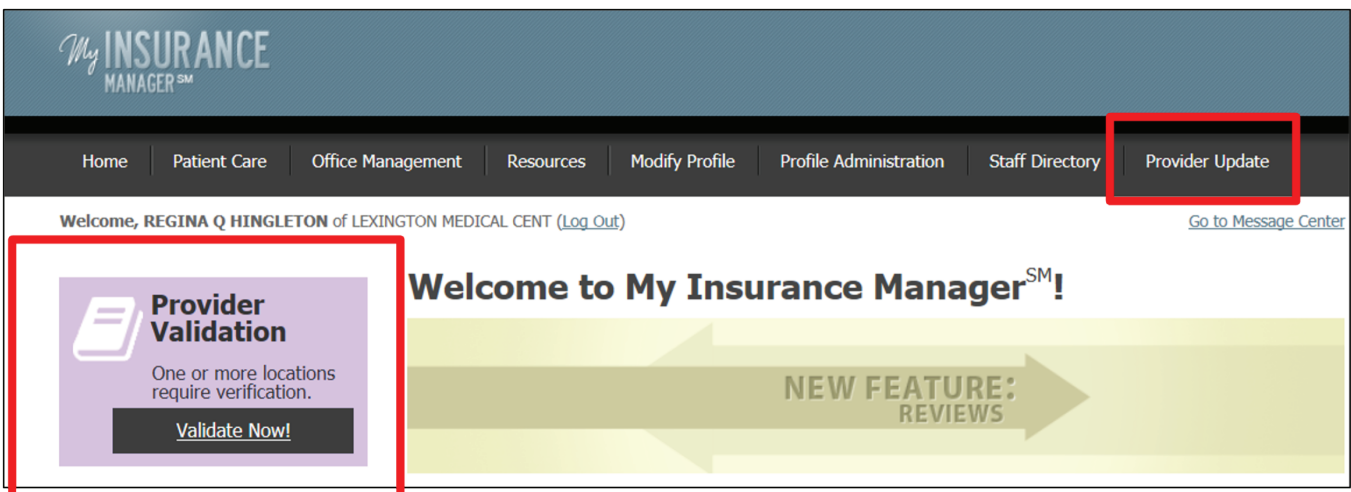 My INSURANCE
MANAGER℠
Home Patient Care Office Management Resources Modify Profile Profile Administration Staff Directory Provider Update
Welcome, REGINA Q HINGLETON of LEXINGTON MEDICAL CENT (Log Out) Go to Message Center
Provider
Validation
One or more locations
require verification.
Validate Now!
Welcome to My Insurance Manager℠!
NEW FEATURE:
REVIEWS